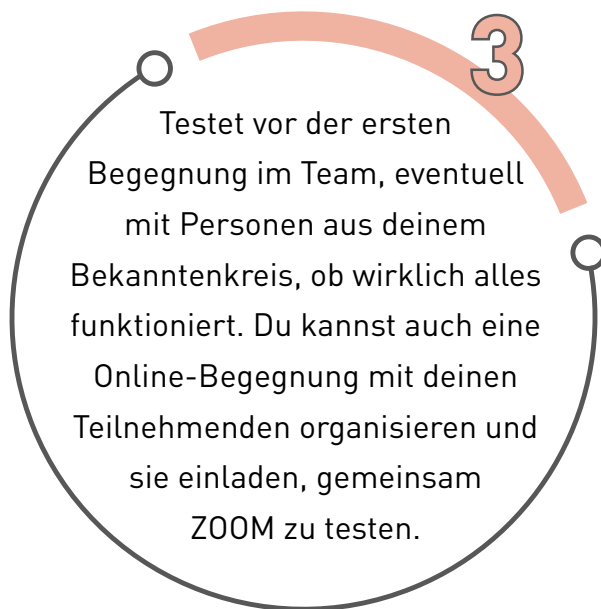 3
Testet vor der ersten
Begegnung im Team, eventuell
mit Personen aus deinem
Bekanntenkreis, ob wirklich alles
funktioniert. Du kannst auch eine
Online-Begegnung mit deinen
Teilnehmenden organisieren und
sie einladen, gemeinsam
ZOOM zu testen.